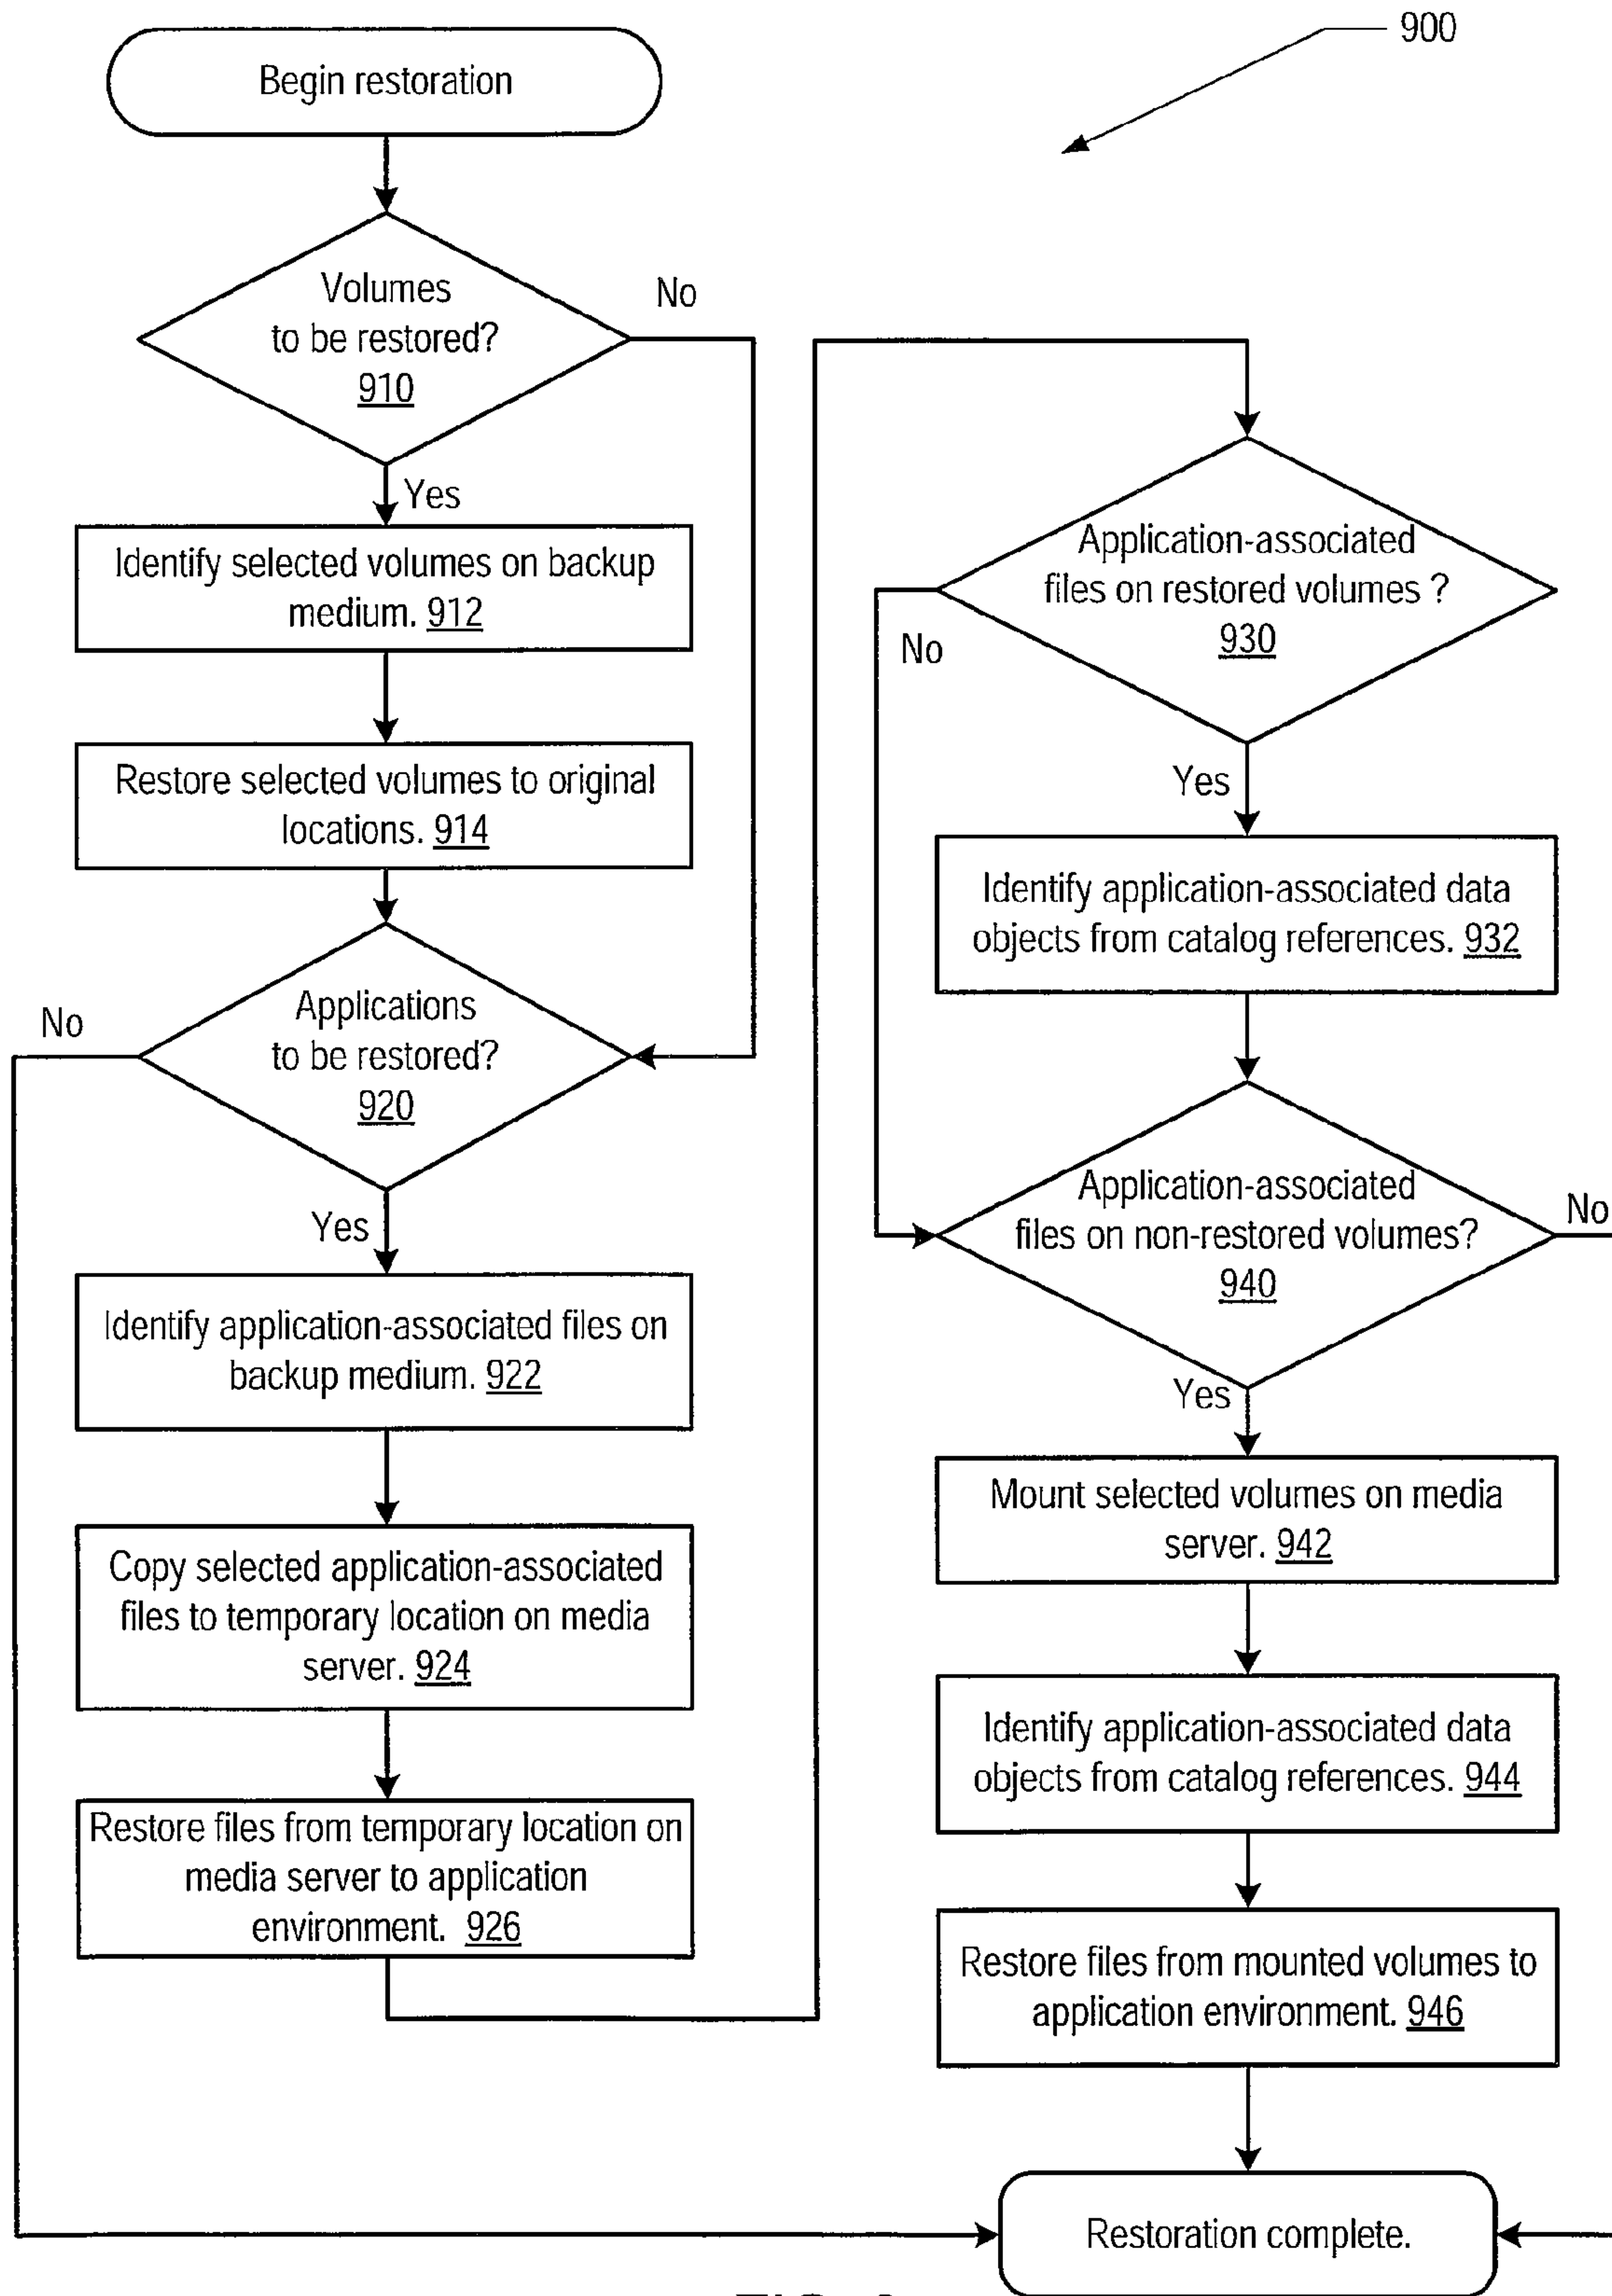 900
Begin restoration
Volumes
to be restored?
910
No
Yes
Identify selected volumes on backup
medium. 912
Restore selected volumes to original
locations. 914
Applications
to be restored?
920
No
Yes
Identify application-associated files on
backup medium. 922
Copy selected application-associated
files to temporary location on media
server. 924
Restore files from temporary location on
media server to application
environment. 926
Application-associated
files on restored volumes ?
930
No
Yes
Identify application-associated data
objects from catalog references. 932
Application-associated
files on non-restored volumes?
940
No
Yes
Mount selected volumes on media
server. 942
Identify application-associated data
objects from catalog references. 944
Restore files from mounted volumes to
application environment. 946
Restoration complete.